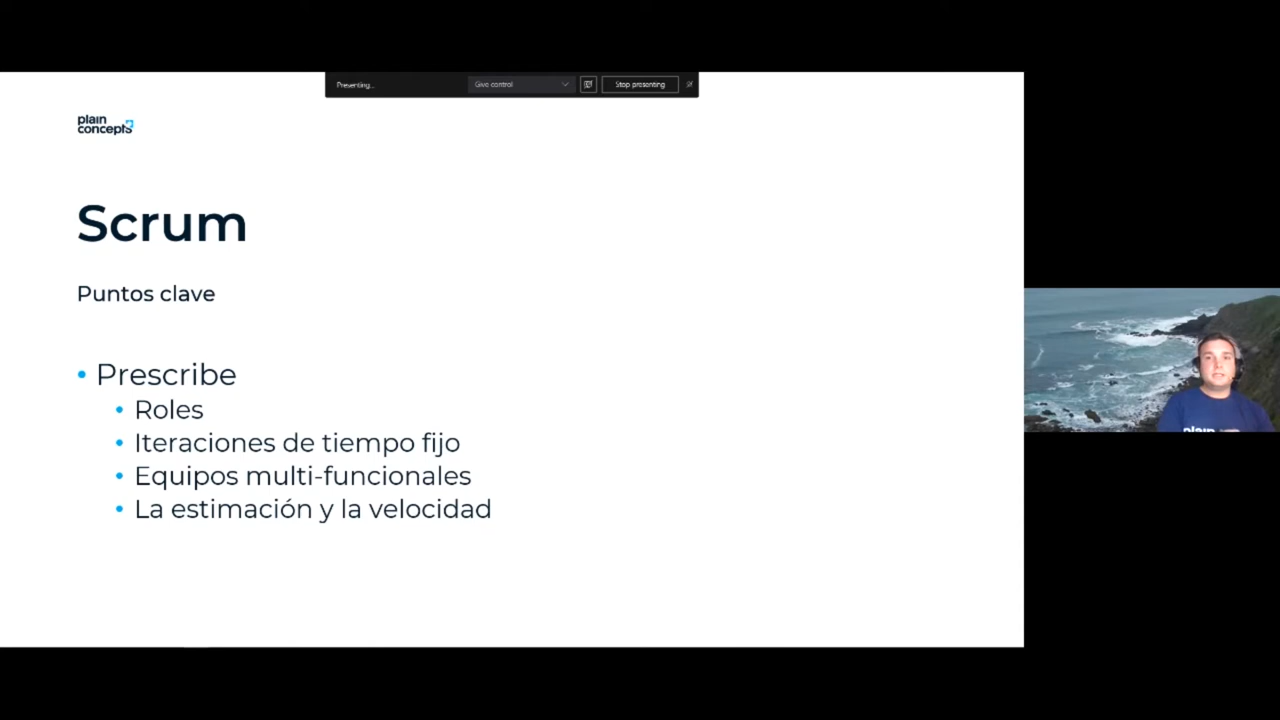 Presenting...
Give control
Stop presenting
plain
concepts
Scrum
Puntos clave
• Prescribe
• Roles
• Iteraciones de tiempo fijo
• Equipos multi-funcionales
• La estimación y la velocidad
plain